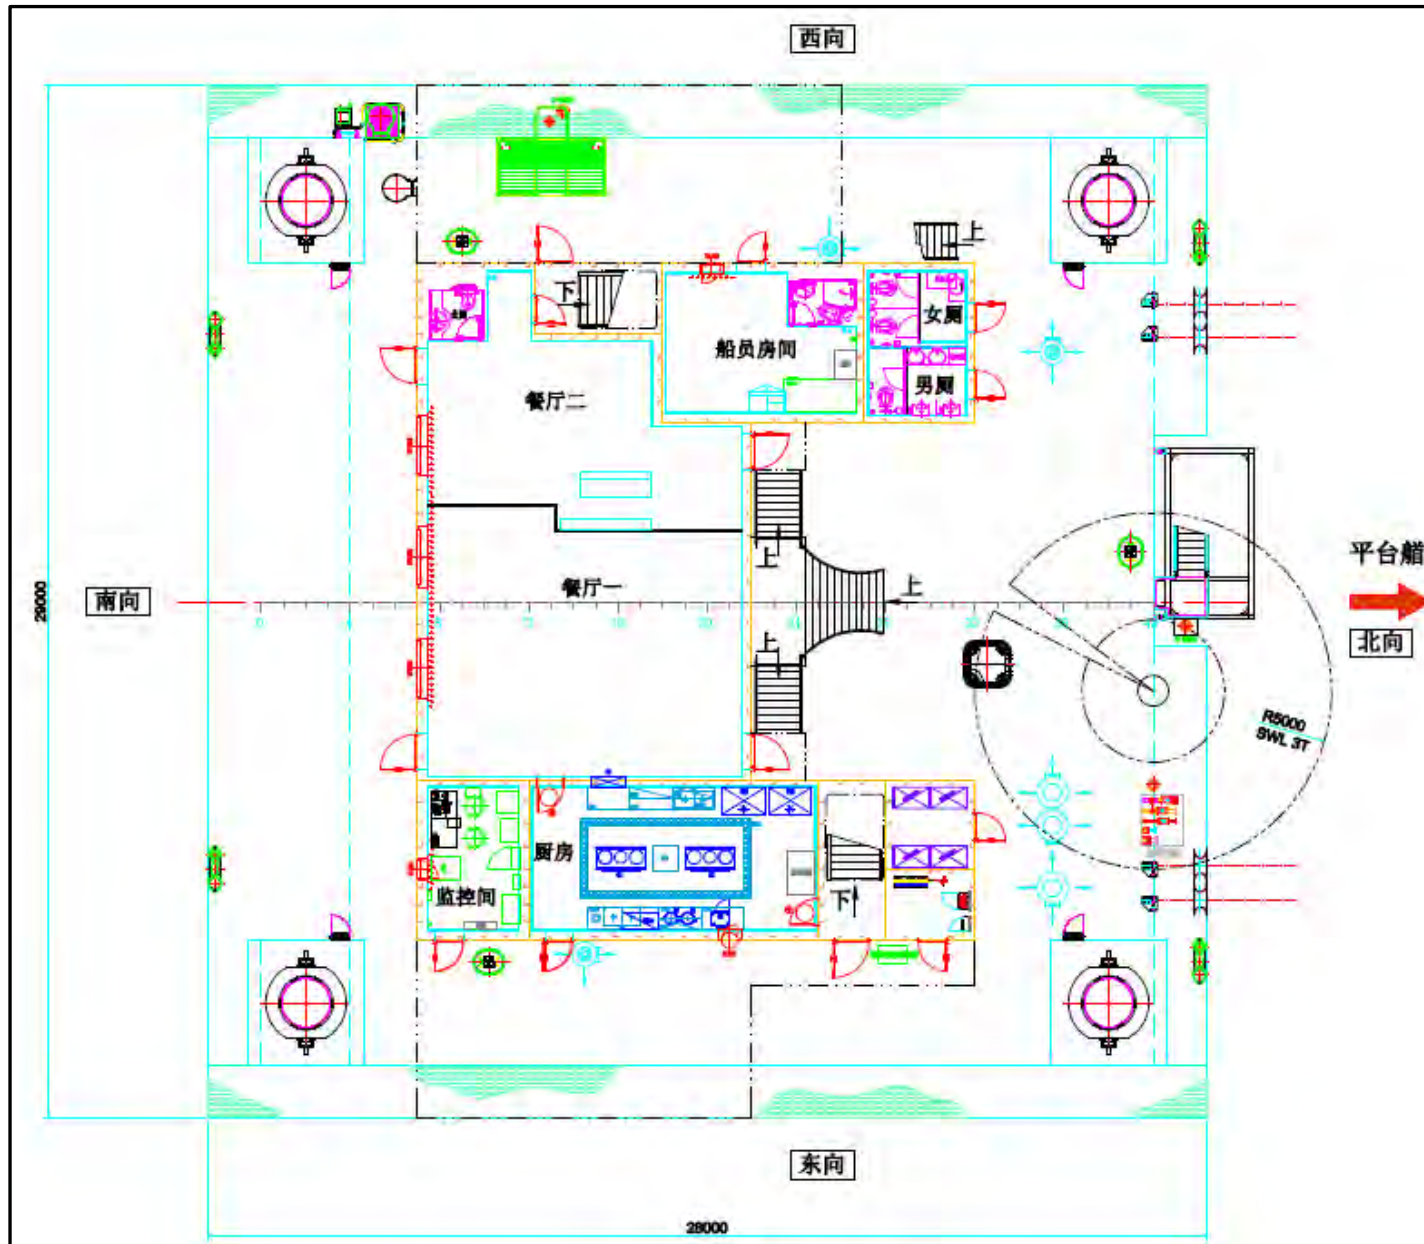 西向
上
下
女厕
船员房间
男厕
餐厅二
上
平台艏
餐厅一
上
29000
南向
北向
上
R5000
SWL 3T
厨房
监控间
下
东向
28000